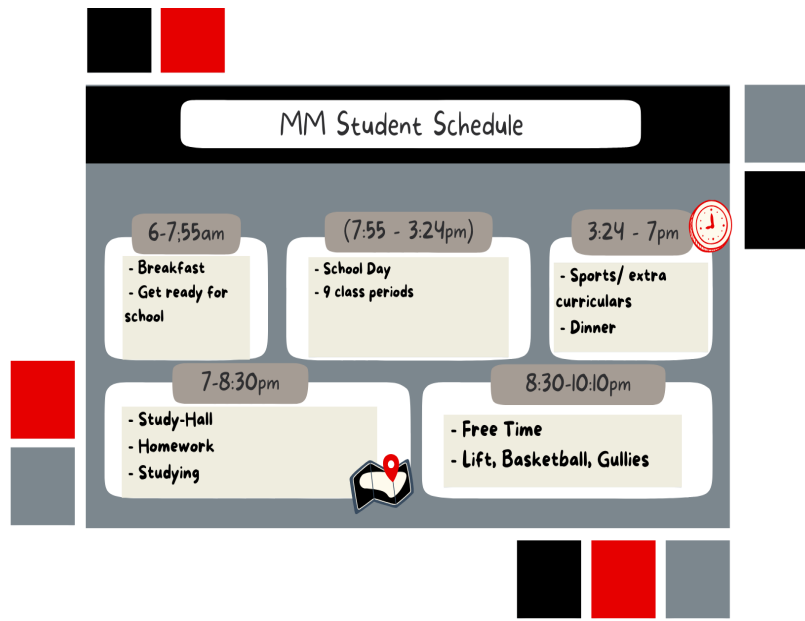 MM Student Schedule
6-7;55am
- Breakfast
- Get ready for
school
(7:55 - 3:24pm)
- School Day
- 9 class periods
3:24 - 7pm
- Sports/ extra
curriculars
- Dinner
7-8:30pm
- Study-Hall
- Homework
- Studying
8:30-10:10pm
- Free Time
- Lift, Basketball, Gullies